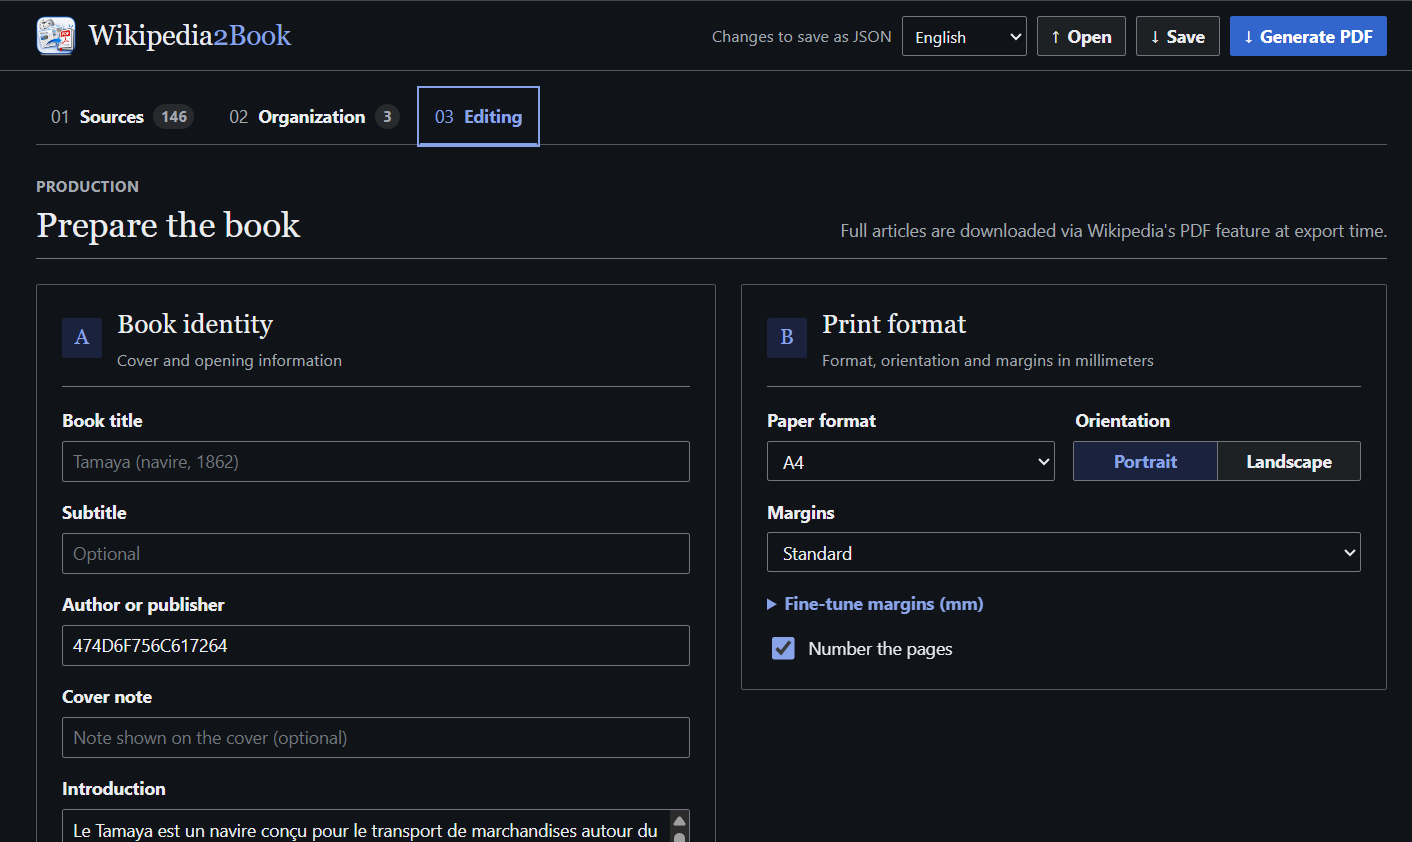 Wikipedia2Book
Changes to save as JSON
English
↑ Open
↓ Save
↓ Generate PDF
01 Sources 146
02 Organization 3
03 Editing
PRODUCTION
Prepare the book
Full articles are downloaded via Wikipedia's PDF feature at export time.
A
Book identity
Cover and opening information
Book title
Tamaya (navire, 1862)
Subtitle
Optional
Author or publisher
474D6F756C617264
Cover note
Note shown on the cover (optional)
Introduction
Le Tamaya est un navire conçu pour le transport de marchandises autour du
B
Print format
Format, orientation and margins in millimeters
Paper format
A4
Orientation
Portrait
Landscape
Margins
Standard
▶ Fine-tune margins (mm)
Number the pages